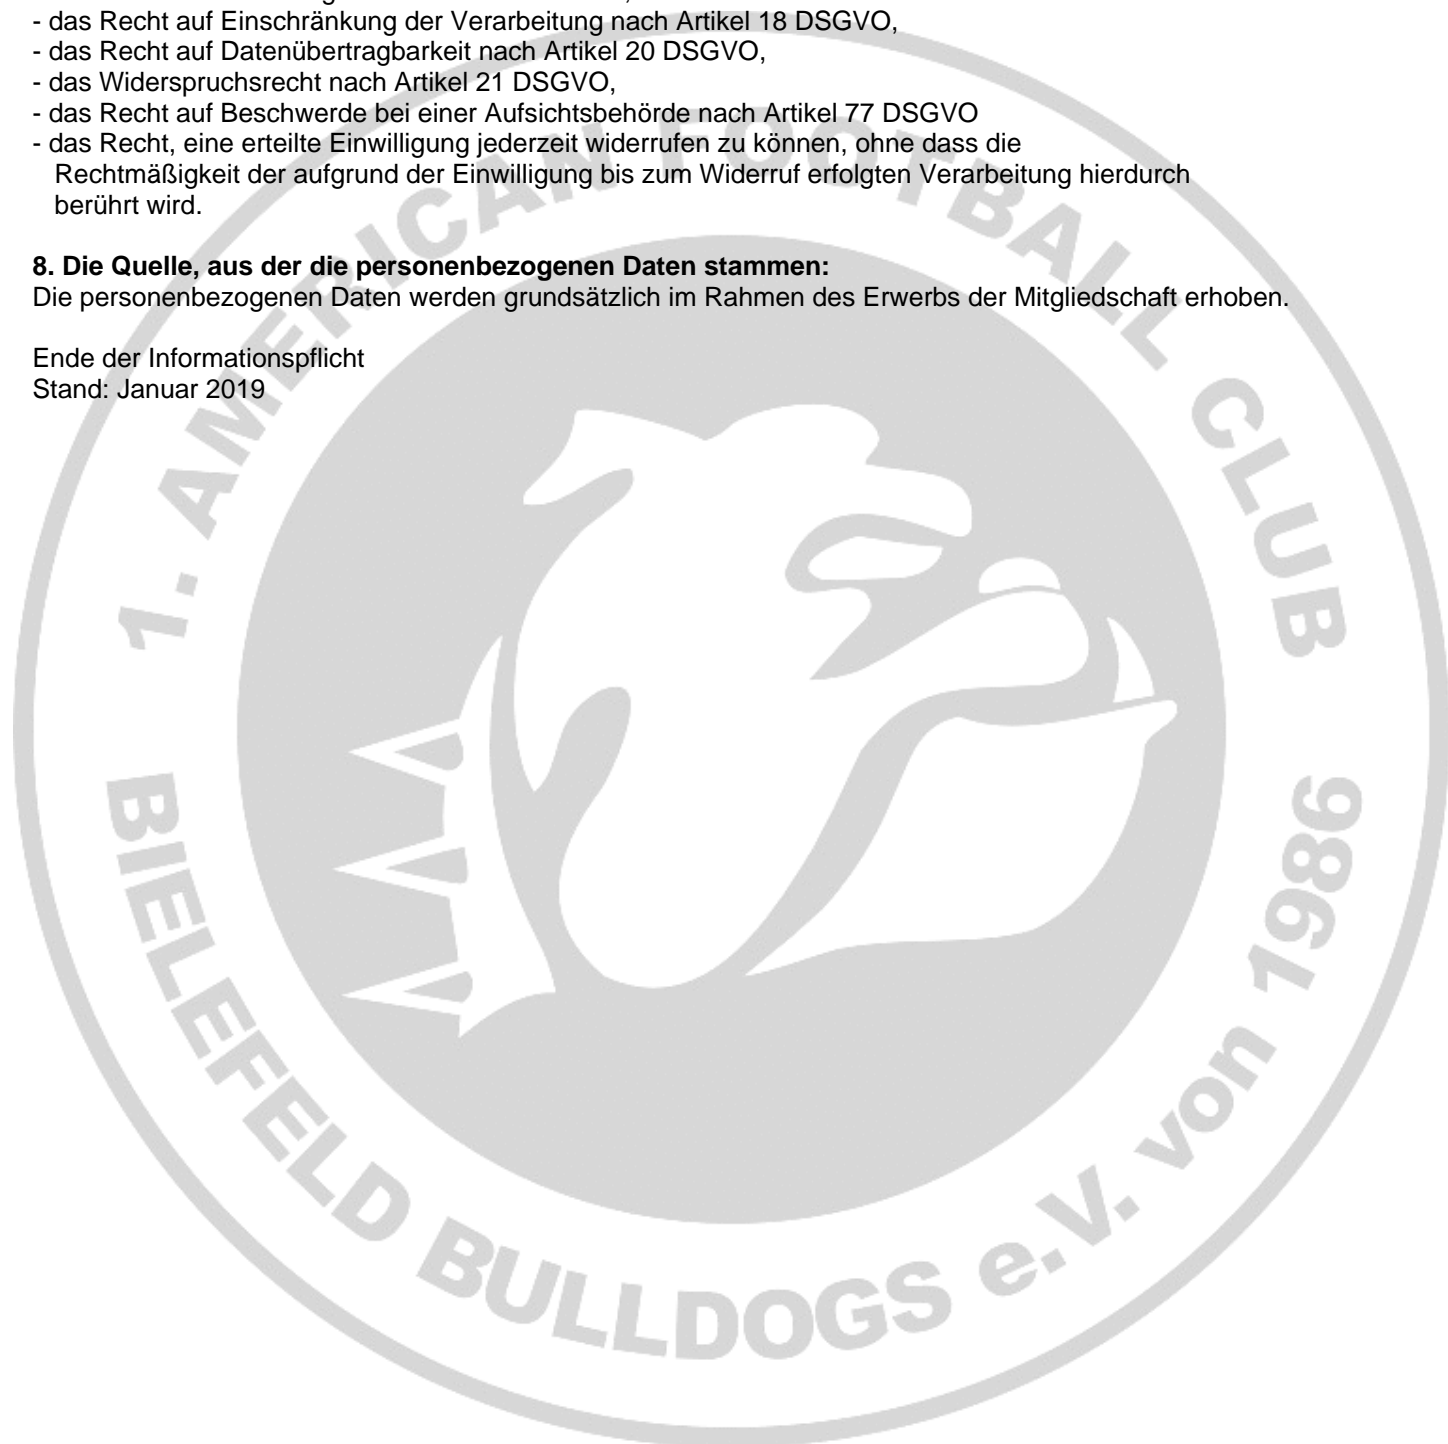 - das Recht auf Einschränkung der Verarbeitung nach Artikel 18 DSGVO,
- das Recht auf Datenübertragbarkeit nach Artikel 20 DSGVO,
- das Widerspruchsrecht nach Artikel 21 DSGVO,
- das Recht auf Beschwerde bei einer Aufsichtsbehörde nach Artikel 77 DSGVO
- das Recht, eine erteilte Einwilligung jederzeit widerrufen zu können, ohne dass die
Rechtmäßigkeit der aufgrund der Einwilligung bis zum Widerruf erfolgten Verarbeitung hierdurch
berührt wird.
8. Die Quelle, aus der die personenbezogenen Daten stammen:
Die personenbezogenen Daten werden grundsätzlich im Rahmen des Erwerbs der Mitgliedschaft erhoben.
Ende der Informationspflicht
Stand: Januar 2019
1. AMERICAN FOOTBALL CLUB
BIELEFELD BULLDOGS e.V. von 1986